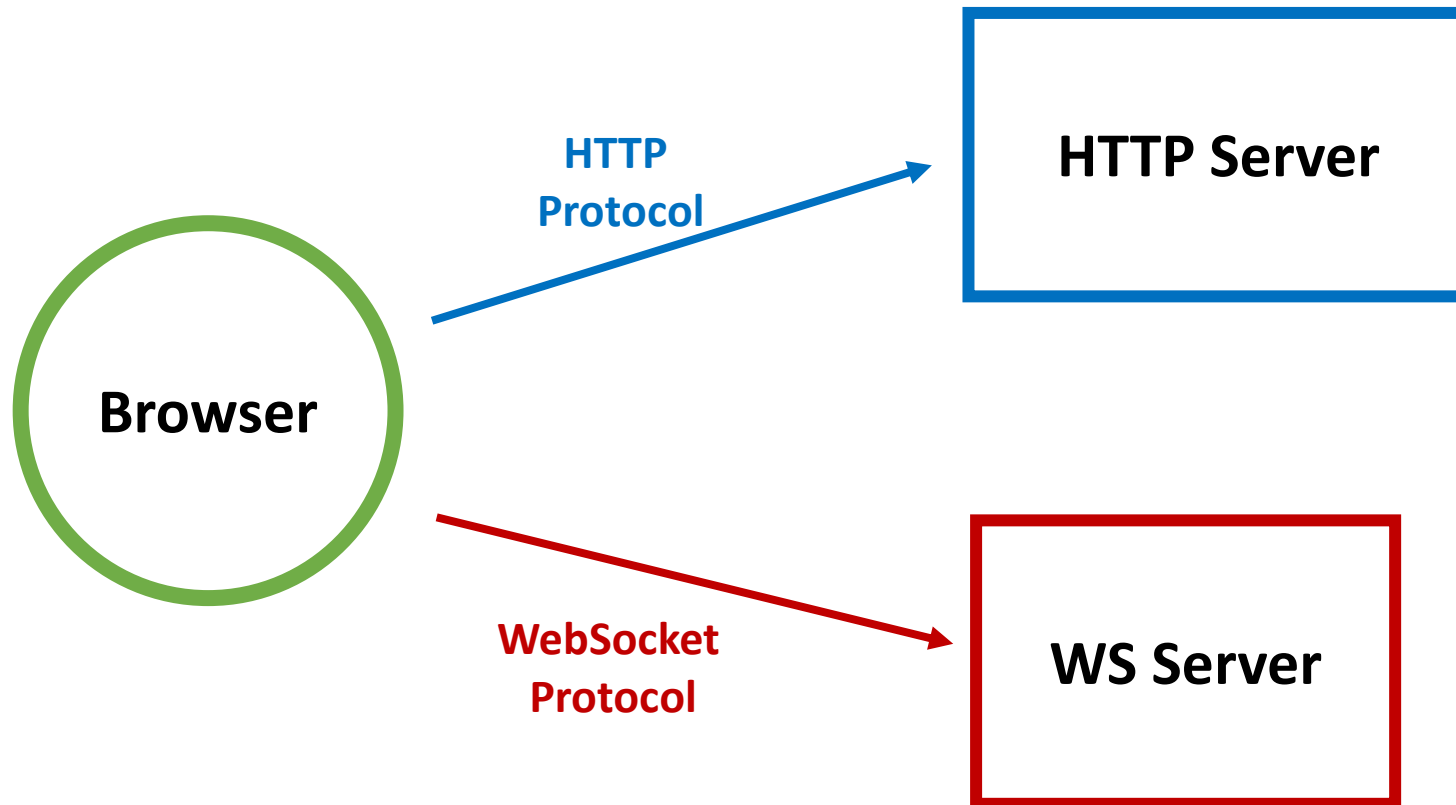 HTTP
Protocol
HTTP Server
Browser
WebSocket
Protocol
WS Server